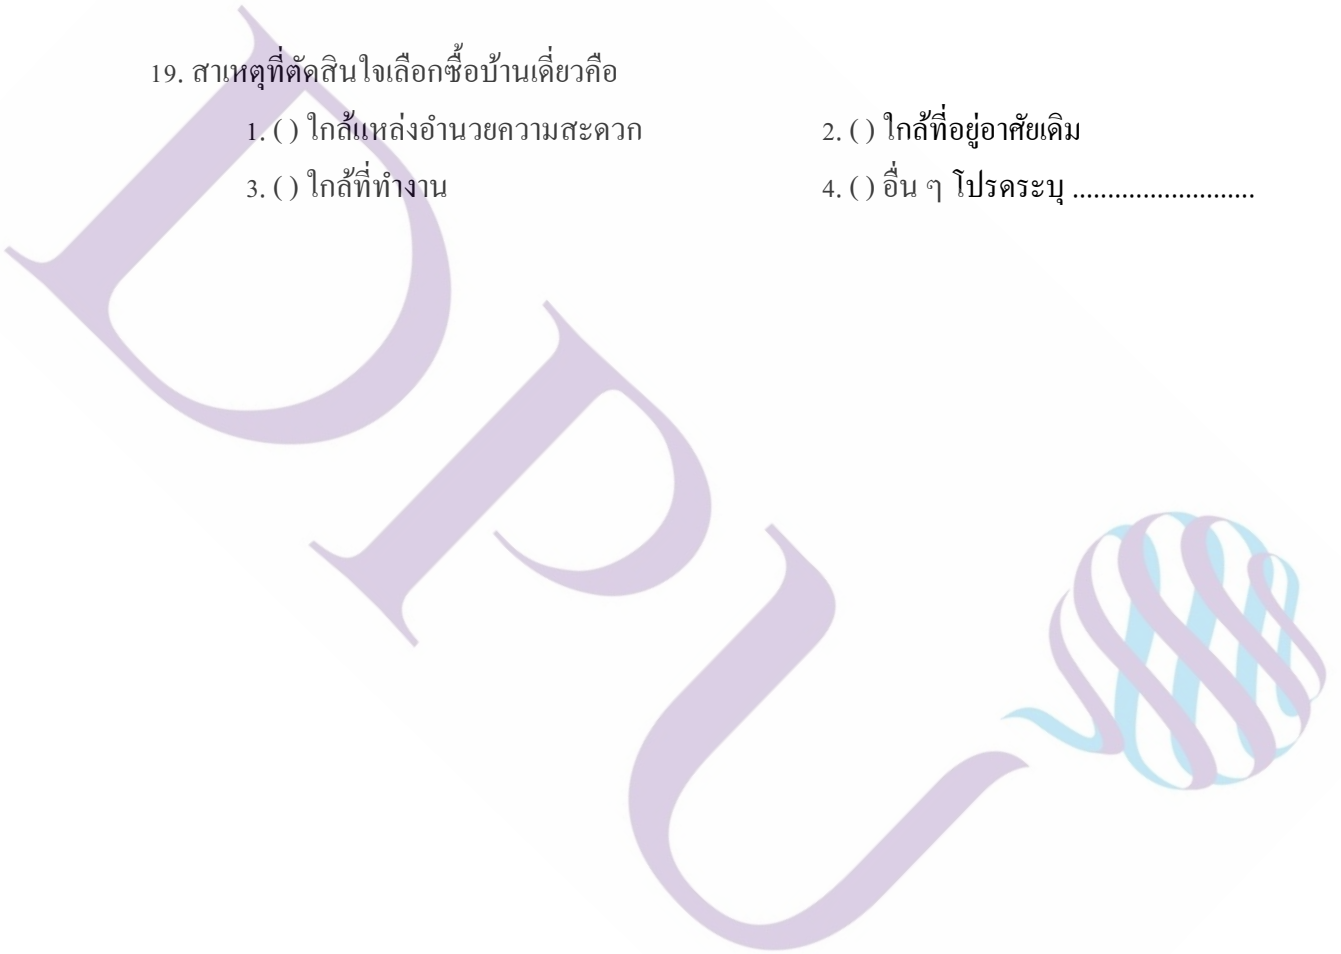 19. สาเหตุที่ตัดสินใจเลือกซื้อบ้านเดี่ยวคือ
1. ( ) ใกล้แหล่งอำนวยความสะดวก 2. ( ) ใกล้ที่อยู่อาศัยเดิม
3. ( ) ใกล้ที่ทำงาน 4. ( ) อื่น ๆ โปรดระบุ ..........................
DPU